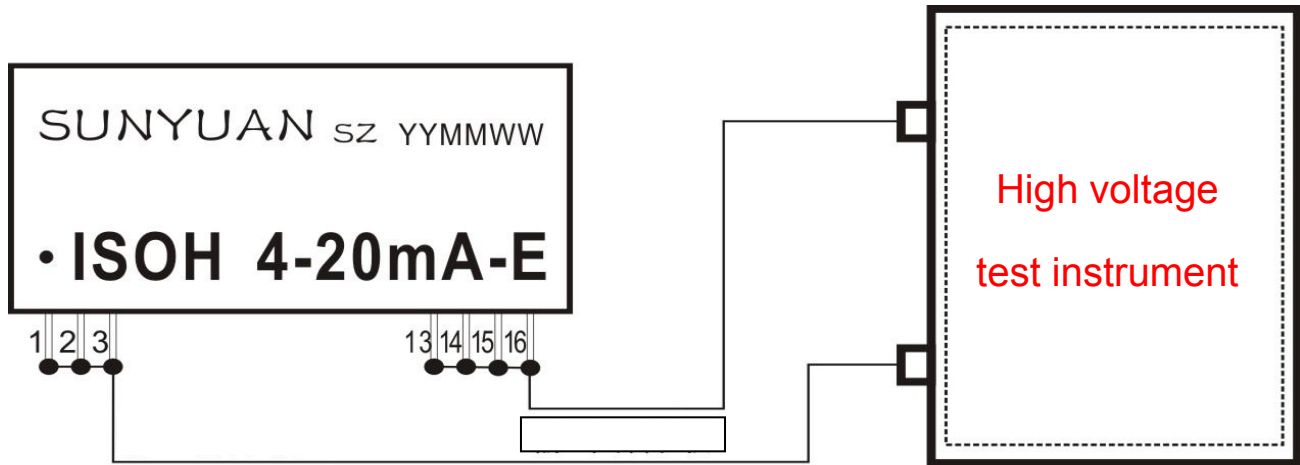 SUNYUAN SZ YYMMWW
• ISOH 4-20mA-E
1 2 3 13 14 15 16
High voltage
test instrument